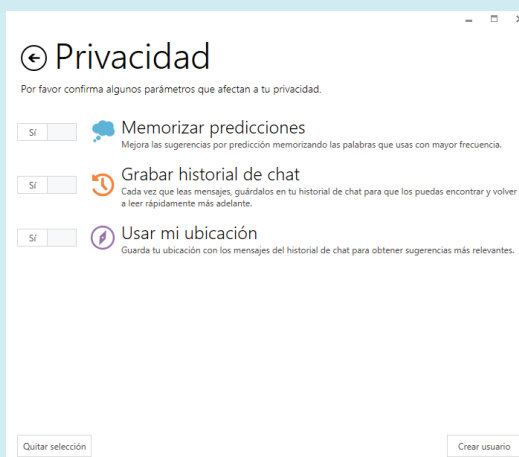 Privacidad
Por favor confirma algunos parámetros que afectan a tu privacidad.
Sí
Memorizar predicciones
Mejora las sugerencias por predicción memorizando las palabras que usas con mayor frecuencia.
Sí
Grabar historial de chat
Cada vez que leas mensajes, guárdalos en tu historial de chat para que los puedas encontrar y volver
a leer rápidamente más adelante.
Sí
Usar mi ubicación
Guarda tu ubicación con los mensajes del historial de chat para obtener sugerencias más relevantes.
Quitar selección
Crear usuario